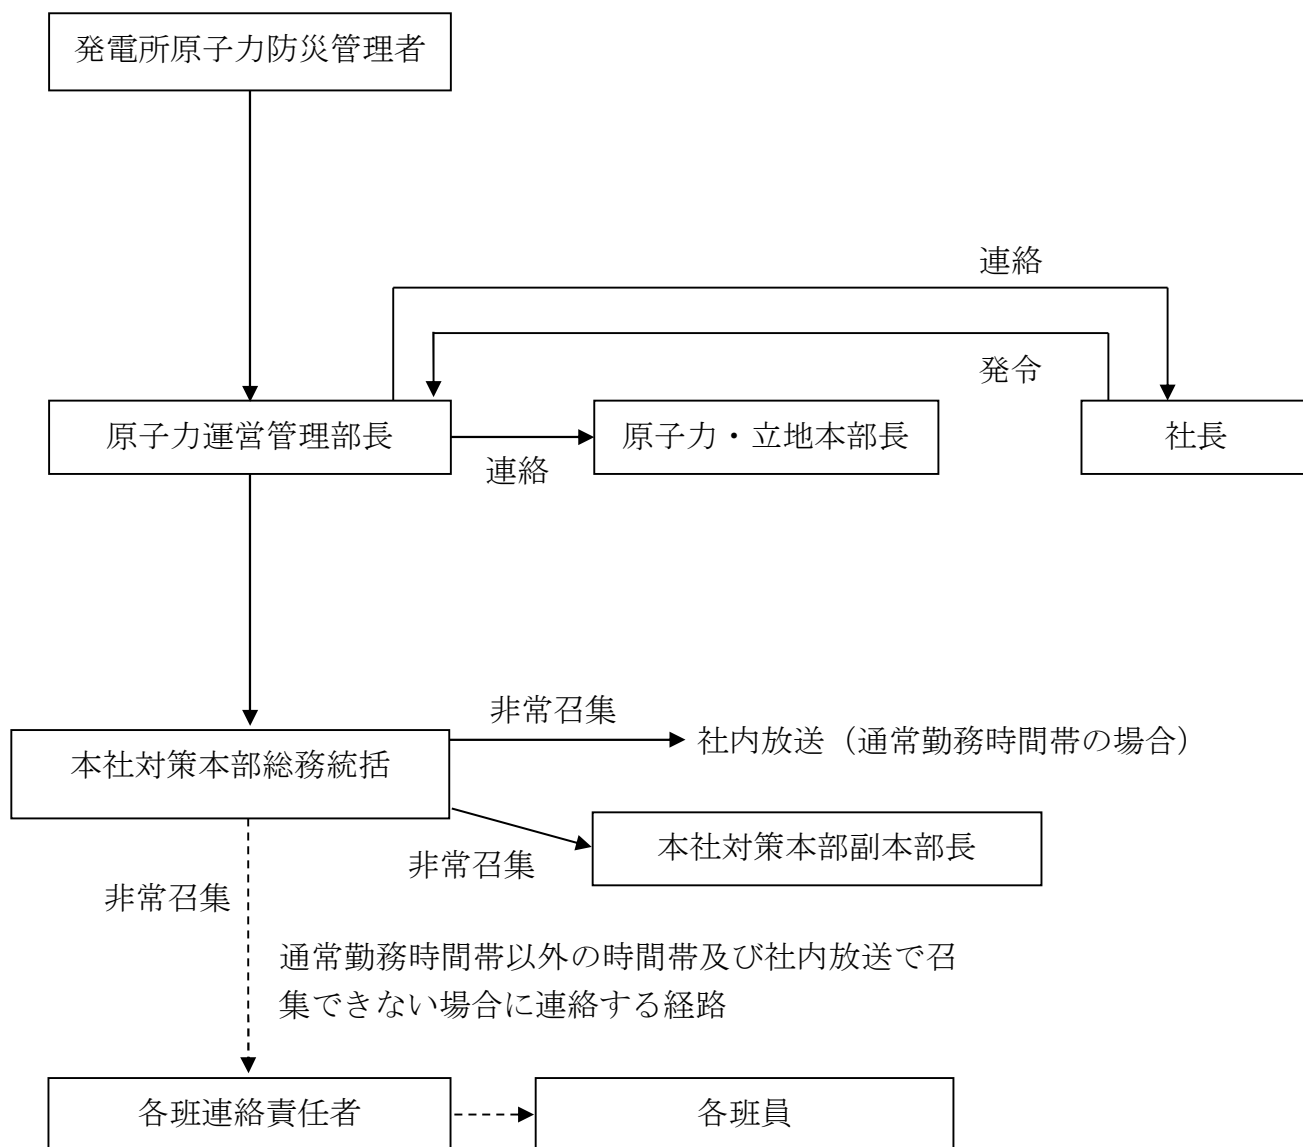 発電所原子力防災管理者
連絡
発令
原子力運営管理部長
連絡
原子力・立地本部長
社長
非常召集
社内放送（通常勤務時間帯の場合）
本社対策本部総務統括
非常召集
本社対策本部副本部長
非常召集
通常勤務時間帯以外の時間帯及び社内放送で召
集できない場合に連絡する経路
各班連絡責任者
各班員